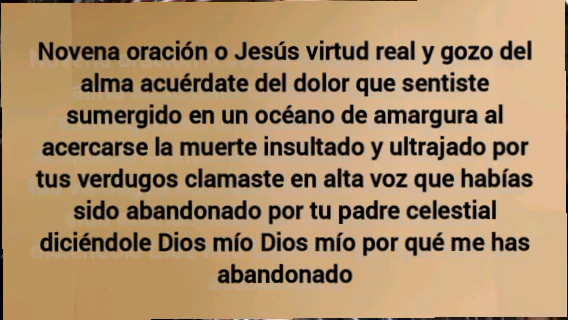 Novena oración o Jesús virtud real y gozo del
alma acuérdate del dolor que sentiste
sumergido en un océano de amargura al
acercarse la muerte insultado y ultrajado por
tus verdugos clamaste en alta voz que habías
sido abandonado por tu padre celestial
diciéndole Dios mío Dios mío por qué me has
abandonado